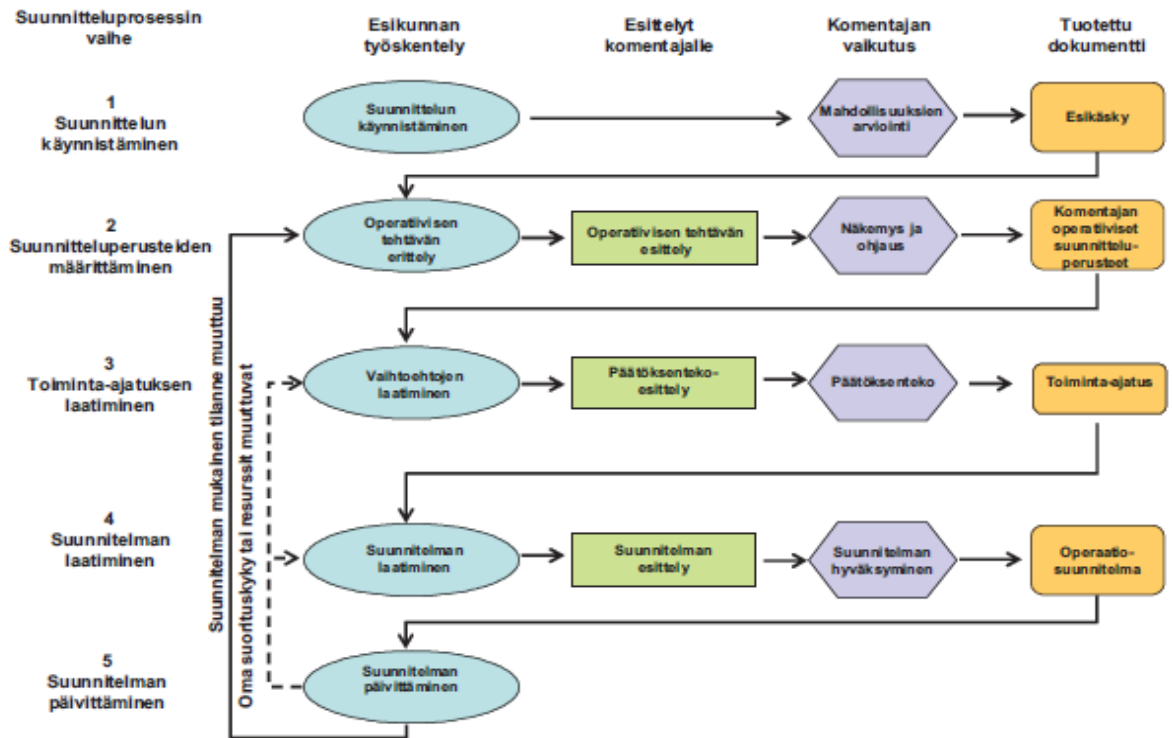 Suunnitteluprosessin
vaihe
Esikunnan
työskentely
Esittelyt
komentajalle
Komentajan
vaikutus
Tuotettu
dokumentti
1
Suunnittelun
käynnistäminen
Suunnittelun
käynnistäminen
Mahdollisuuksien
arviointi
Esikäsky
2
Suunnitteluperusteiden
määrittäminen
Operatiivisen
tehtävän
erittely
Operatiivisen tehtävän
esittely
Näkemys ja
ohjaus
Komentajan
operatiiviset
suunnittelu-
perusteet
3
Toiminta-ajatuksen
laatiminen
Vaihtoehtojen
laatiminen
Päätöksenteko-
esittely
Päätöksenteko
Toiminta-ajatus
4
Suunnitelman
laatiminen
Suunnitelman
laatiminen
Suunnitelman
esittely
Suunnitelman
hyväksyminen
Operaatio-
suunnitelma
5
Suunnitelman
päivittäminen
Suunnitelman
päivittäminen
Suunnitelman mukainen tilanne muuttuu
Oma suorituskyky tai resurssit muuttuvat